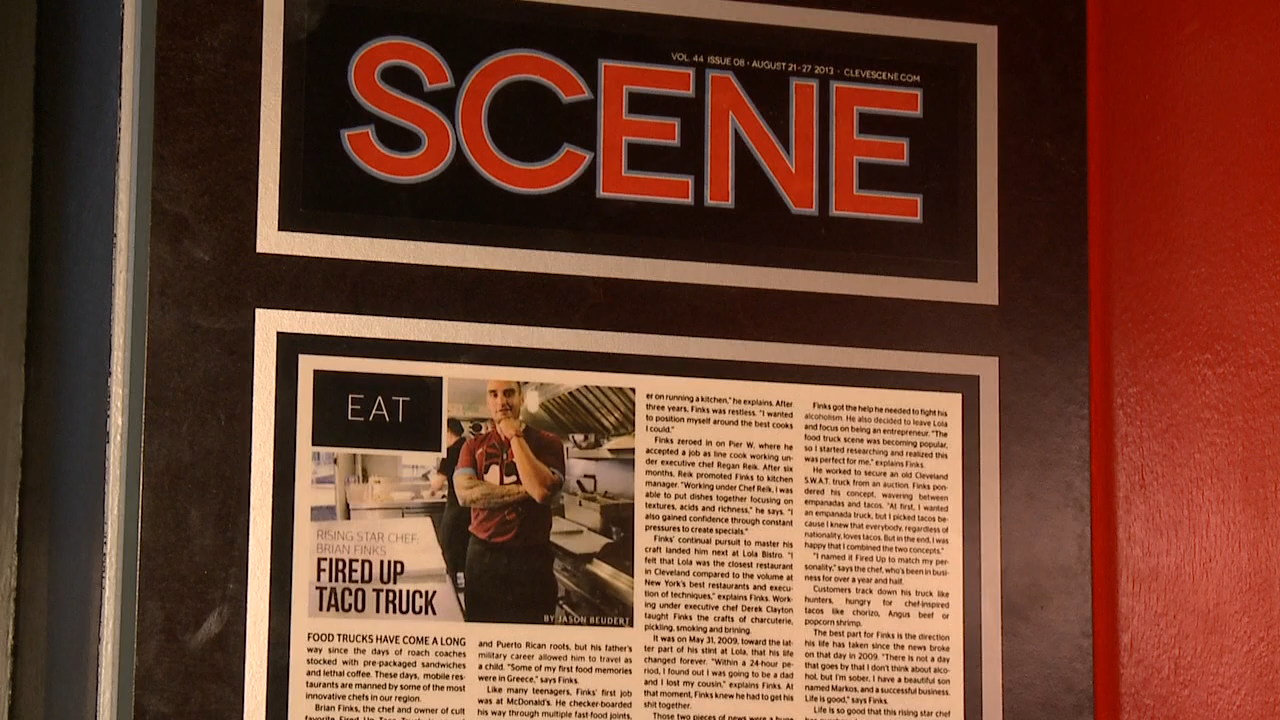 VOL. 44 ISSUE 08 • AUGUST 21-27 2013 • CLEVESCENE.COM
SCENE
EAT
RISING STAR CHEF:
BRIAN FINKS
FIRED UP
TACO TRUCK
BY JASON BEUDERT
FOOD TRUCKS HAVE COME A LONG
way since the days of roach coaches
stocked with pre-packaged sandwiches
and lethal coffee. These days, mobile res-
taurants are manned by some of the most
innovative chefs in our region.
Brian Finks, the chef and owner of cult
and Puerto Rican roots, but his father's
military career allowed him to travel as
a child. "Some of my first food memories
were in Greece," says Finks.
Like many teenagers, Finks' first job
was at McDonald's. He checker-boarded
his way through multiple fast-food joints,
er on running a kitchen," he explains. After
three years, Finks was restless. "I wanted
to position myself around the best cooks
I could."
Finks zeroed in on Pier W, where he
accepted a job as line cook working un-
der executive chef Regan Reik. After six
months, Reik promoted Finks to kitchen
manager. "Working under Chef Reik, I was
able to put dishes together focusing on
textures, acids and richness," he says. "I
also gained confidence through constant
pressures to create specials."
Finks' continual pursuit to master his
craft landed him next at Lola Bistro. "I
felt that Lola was the closest restaurant
in Cleveland compared to the volume at
New York's best restaurants and execu-
tion of techniques," explains Finks. Work-
ing under executive chef Derek Clayton
taught Finks the crafts of charcuterie,
pickling, smoking and brining.
It was on May 31, 2009, toward the lat-
ter part of his stint at Lola, that his life
changed forever. "Within a 24-hour pe-
riod, I found out I was going to be a dad
and I lost my cousin," explains Finks. At
that moment, Finks knew he had to get his
shit together.
Those two pieces of news were a huge
Finks got the help he needed to fight his
alcoholism. He also decided to leave Lola
and focus on being an entrepreneur. "The
food truck scene was becoming popular,
so I started researching and realized this
was perfect for me," explains Finks.
He worked to secure an old Cleveland
S.W.A.T. truck from an auction. Finks pon-
dered his concept, wavering between
empanadas and tacos. "At first, I wanted
an empanada truck, but I picked tacos be-
cause I knew that everybody, regardless of
nationality, loves tacos. But in the end, I was
happy that I combined the two concepts."
"I named it Fired Up to match my per-
sonality," says the chef, who's been in busi-
ness for over a year and half.
Customers track down his truck like
hunters, hungry for chef-inspired
tacos like chorizo, Angus beef or
popcorn shrimp.
The best part for Finks is the direction
his life has taken since the news broke
on that day in 2009. "There is not a day
that goes by that I don't think about alco-
hol, but I'm sober, I have a beautiful son
named Markos, and a successful business.
Life is good," says Finks.
Life is so good that this rising star chef